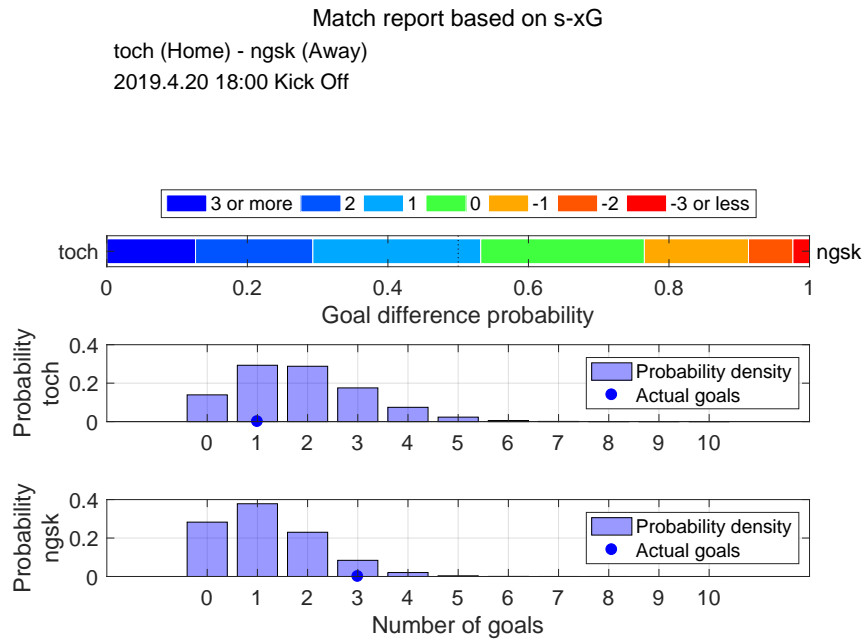 Match report based on s-xG
toch (Home) - ngsk (Away)
2019.4.20 18:00 Kick Off
3 or more 2 1 0 -1 -2 -3 or less
toch ngsk
0 0.2 0.4 0.6 0.8 1
Goal difference probability
Probability
toch
0.4
0.2
0
Probability density
Actual goals
0 1 2 3 4 5 6 7 8 9 10
Probability
ngsk
0.4
0.2
0
Probability density
Actual goals
0 1 2 3 4 5 6 7 8 9 10
Number of goals